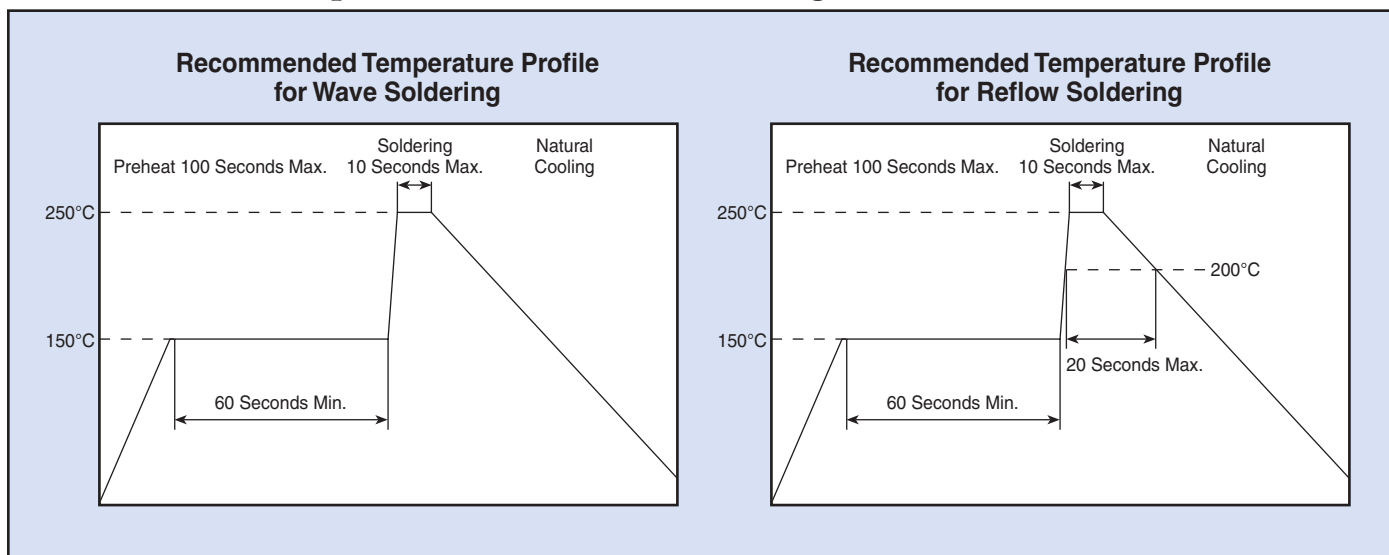 Recommended Temperature Profile
for Wave Soldering
Preheat 100 Seconds Max.
Soldering
10 Seconds Max.
Natural
Cooling
250°C
150°C
60 Seconds Min.
Recommended Temperature Profile
for Reflow Soldering
Preheat 100 Seconds Max.
Soldering
10 Seconds Max.
Natural
Cooling
250°C
200°C
150°C
20 Seconds Max.
60 Seconds Min.